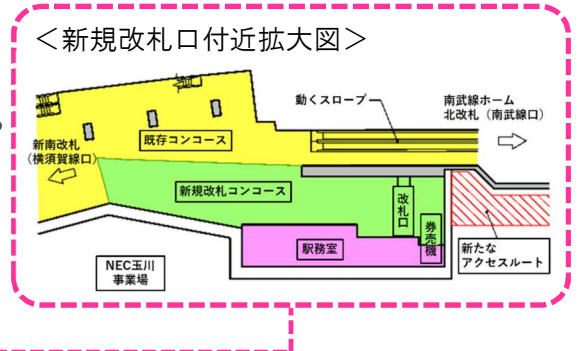 ＜新規改札口付近拡大図＞
動くスロープ
南武線ホーム
北改札（南武線口）
新南改札
（横須賀線口）
既存コンコース
新規改札コンコース
改札口
券売機
駅務室
新たな
アクセスルート
NEC玉川
事業場